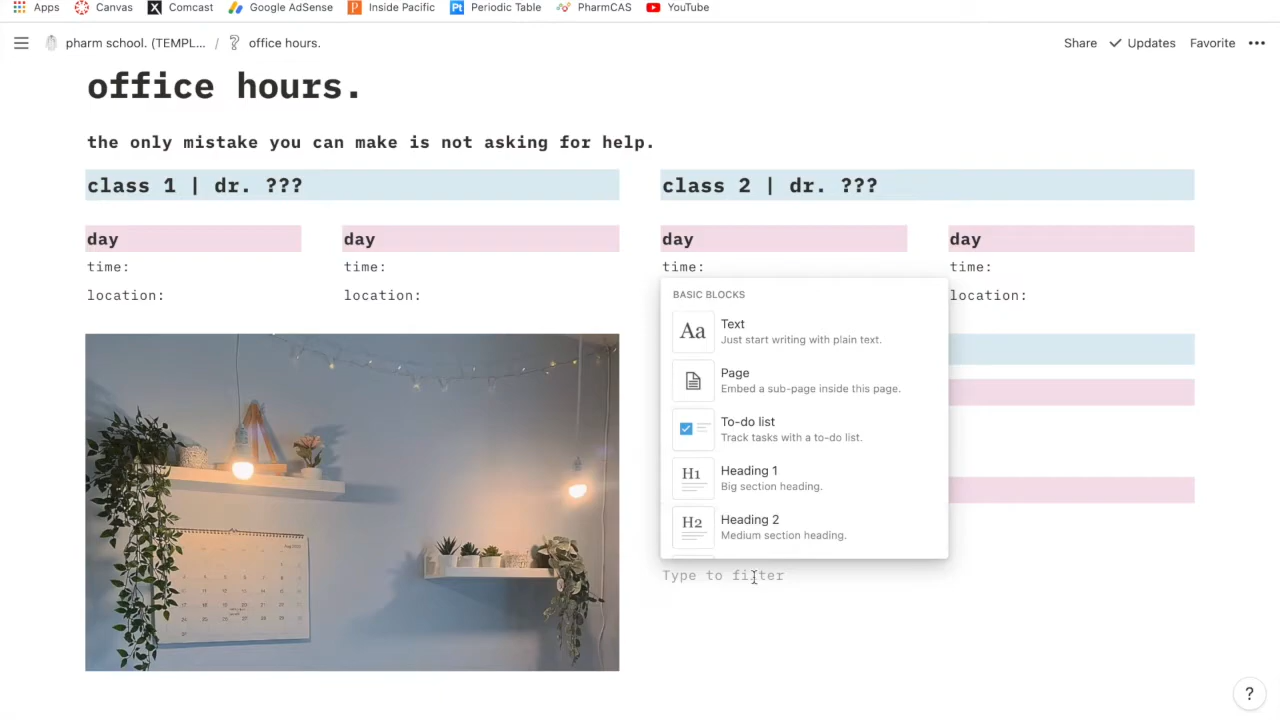 Apps Canva Comcast Google AdSense Inside Pacific Periodic Table PharmCAS YouTube
pharm school. (TEMPL... / office hours.
Share Updates Favorite
office hours.
the only mistake you can make is not asking for help.
class 1 | dr. ???
class 2 | dr. ???
day
day
day
day
time:
time:
time:
time:
location:
location:
location:
BASIC BLOCKS
Aa
Text
Just start writing with plain text.
Page
Embed a sub-page inside this page.
To-do list
Track tasks with a to-do list.
H1
Heading 1
Big section heading.
H2
Heading 2
Medium section heading.
Type to filter
?